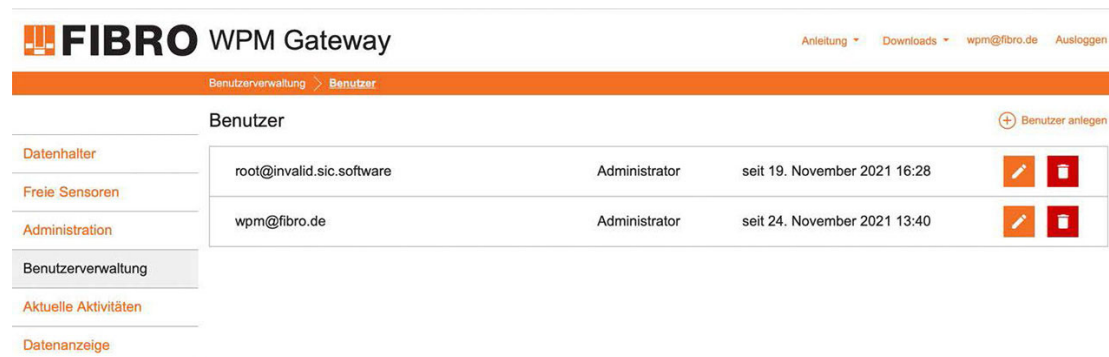 FIBRO WPM Gateway
Anleitung Downloads wpm@fibro.de Ausloggen
Benutzerverwaltung Benutzer
Benutzer
Benutzer anlegen
Datenhalter
Freie Sensoren
Administration
Benutzerverwaltung
Aktuelle Aktivitäten
Datenanzeige
root@invalid.sic.software Administrator seit 19. November 2021 16:28
wpm@fibro.de Administrator seit 24. November 2021 13:40